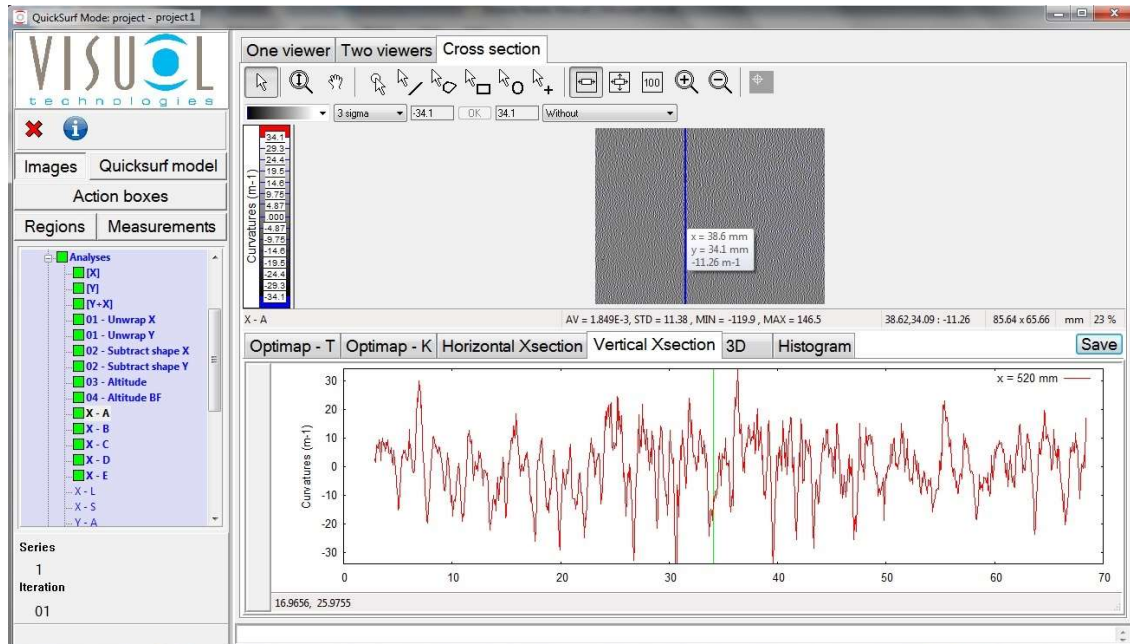 QuickSurf Mode: project - project1
VISUOL
technologies
Images
Quicksurf model
Action boxes
Regions
Measurements
Analyses
[X]
[Y]
[Y+X]
01 - Unwrap X
01 - Unwrap Y
02 - Subtract shape X
02 - Subtract shape Y
03 - Altitude
04 - Altitude BF
X - A
X - B
X - C
X - D
X - E
X - L
X - S
Y - A
Series
1
Iteration
01
One viewer
Two viewers
Cross section
100
3 sigma
-34.1
OK
34.1
Without
Curvatures (m-1)
34.1
29.3
24.4
19.5
14.6
9.75
4.87
.000
-4.87
-9.75
-14.6
-19.5
-24.4
-29.3
-34.1
x = 38.6 mm
y = 34.1 mm
-11.26 m-1
X - A
AV = 1.849E-3, STD = 11.38 , MIN = -119.9 , MAX = 146.5
38.62,34.09 : -11.26
85.64 x 65.66
mm
23 %
Optimap - T
Optimap - K
Horizontal Xsection
Vertical Xsection
3D
Histogram
Save
x = 520 mm
Curvatures (m-1)
30
20
10
0
-10
-20
-30
0
10
20
30
40
50
60
70
16.9656, 25.9755